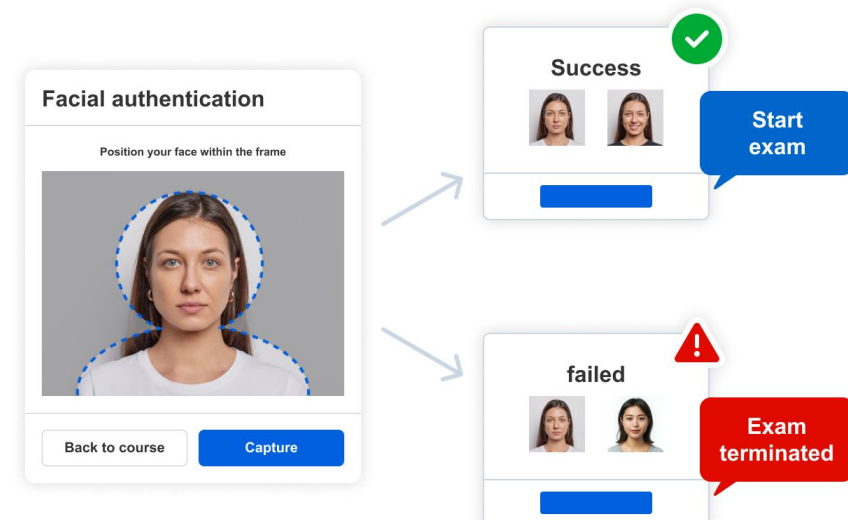 Facial authentication
Position your face within the frame
Back to course
Capture
Success
Start
exam
failed
Exam
terminated